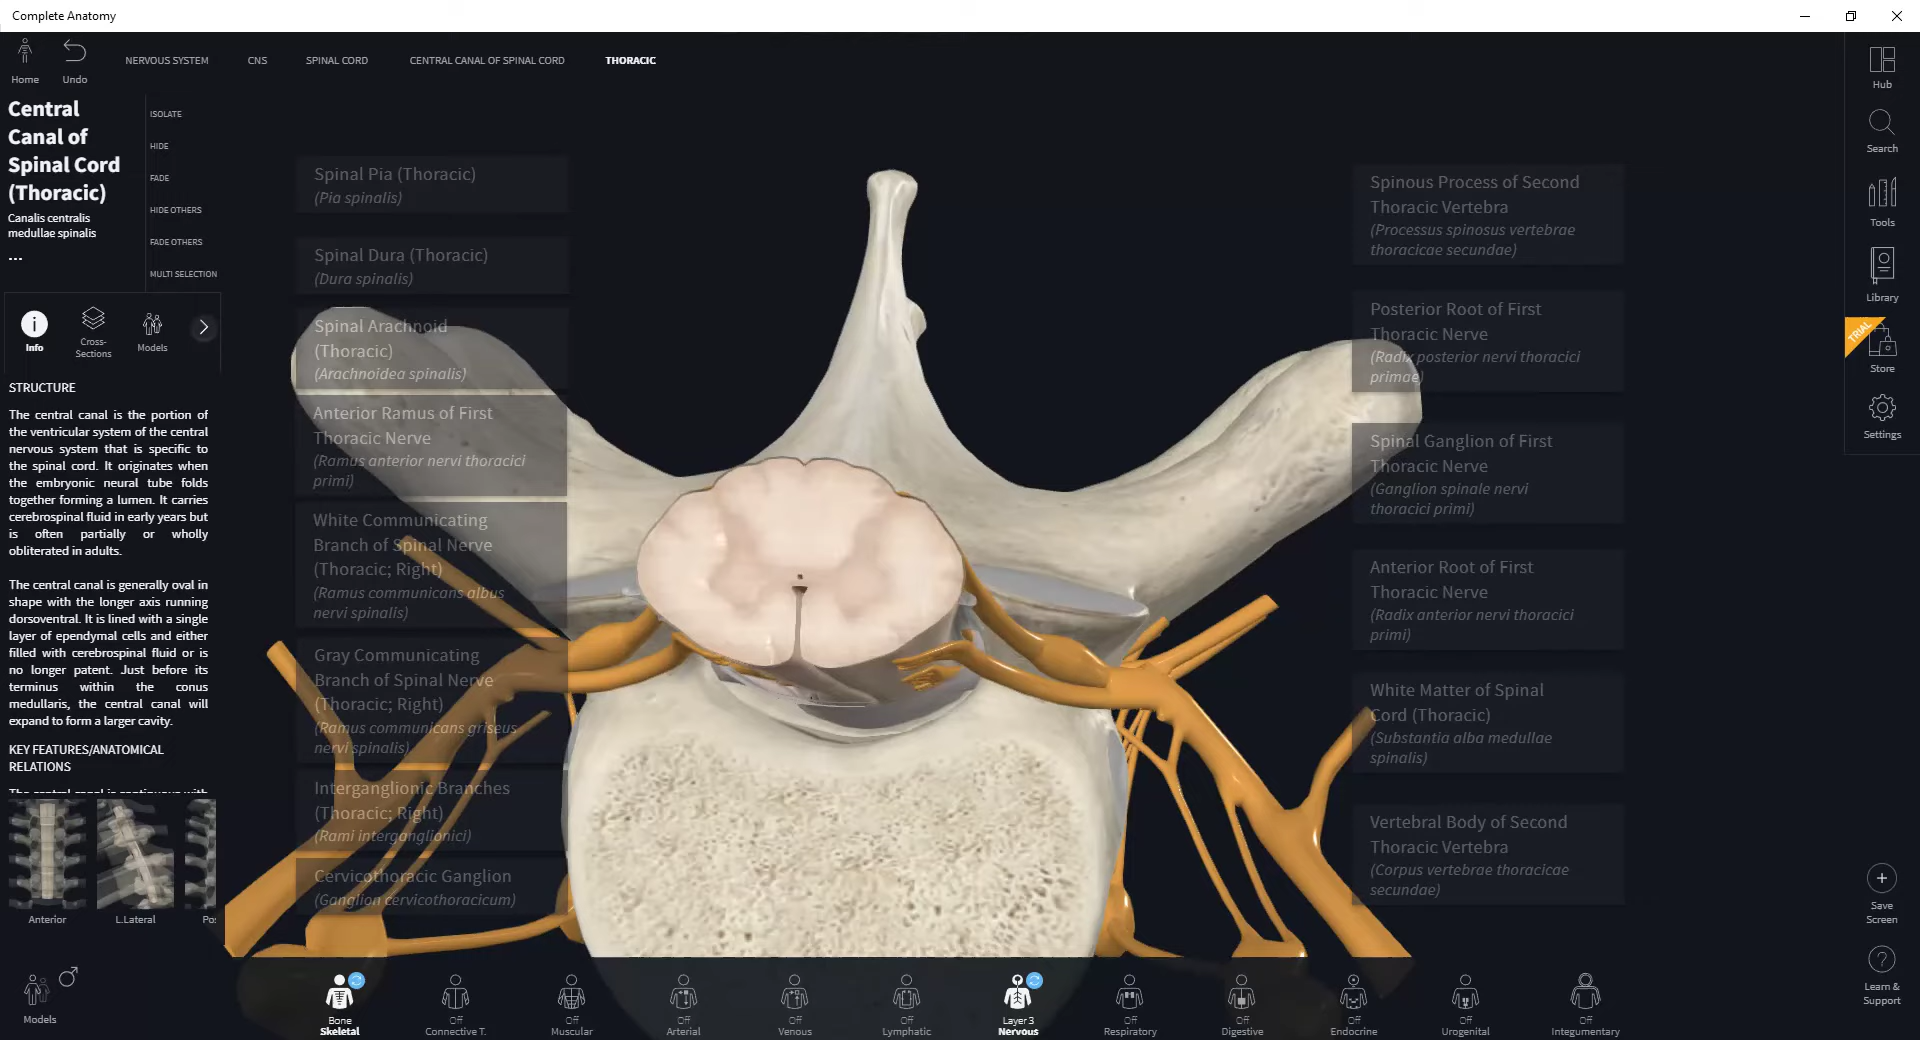 Complete Anatomy
Home
Undo
NERVOUS SYSTEM
CNS
SPINAL CORD
CENTRAL CANAL OF SPINAL CORD
THORACIC
Central
Canal of
Spinal Cord
(Thoracic)
Canalis centralis
medullae spinalis
...
ISOLATE
HIDE
FADE
HIDE OTHERS
FADE OTHERS
MULTI SELECTION
Info
Cross-
Sections
Models
STRUCTURE
The central canal is the portion of
the ventricular system of the central
nervous system that is specific to
the spinal cord. It originates when
the embryonic neural tube folds
together forming a lumen. It carries
cerebrospinal fluid in early years but
is often partially or wholly
obliterated in adults.
The central canal is generally oval in
shape with the longer axis running
dorsoventral. It is lined with a single
layer of ependymal cells and either
filled with cerebrospinal fluid or is
no longer patent. Just before its
terminus within the conus
medullaris, the central canal will
expand to form a larger cavity.
KEY FEATURES/ANATOMICAL
RELATIONS
The central canal is continuous with
Anterior
L.Lateral
Pos
Models
Spinal Pia (Thoracic)
(Pia spinalis)
Spinal Dura (Thoracic)
(Dura spinalis)
Spinal Arachnoid
(Thoracic)
(Arachnoidea spinalis)
Anterior Ramus of First
Thoracic Nerve
(Ramus anterior nervi thoracici
primi)
White Communicating
Branch of Spinal Nerve
(Thoracic; Right)
(Ramus communicans albus
nervi spinalis)
Gray Communicating
Branch of Spinal Nerve
(Thoracic; Right)
(Ramus communicans griseus
nervi spinalis)
Interganglionic Branches
(Thoracic; Right)
(Rami interganglionici)
Cervicothoracic Ganglion
(Ganglion cervicothoracicum)
Spinous Process of Second
Thoracic Vertebra
(Processus spinosus vertebrae
thoracicae secundae)
Posterior Root of First
Thoracic Nerve
(Radix posterior nervi thoracici
primae)
Spinal Ganglion of First
Thoracic Nerve
(Ganglion spinale nervi
thoracici primi)
Anterior Root of First
Thoracic Nerve
(Radix anterior nervi thoracici
primi)
White Matter of Spinal
Cord (Thoracic)
(Substantia alba medullae
spinalis)
Vertebral Body of Second
Thoracic Vertebra
(Corpus vertebrae thoracicae
secundae)
Hub
Search
Tools
Library
TRIAL
Store
Settings
Save
Screen
Learn &
Support
Bone
Skeletal
Off
Connective T.
Off
Muscular
Off
Arterial
Off
Venous
Off
Lymphatic
Layer 3
Nervous
Off
Respiratory
Off
Digestive
Off
Endocrine
Off
Urogenital
Off
Integumentary